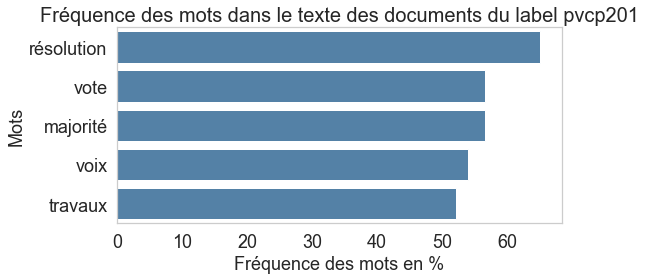 Fréquence des mots dans le texte des documents du label pvcp201
résolution
vote
majorité
voix
travaux
Mots
0 10 20 30 40 50 60
Fréquence des mots en %